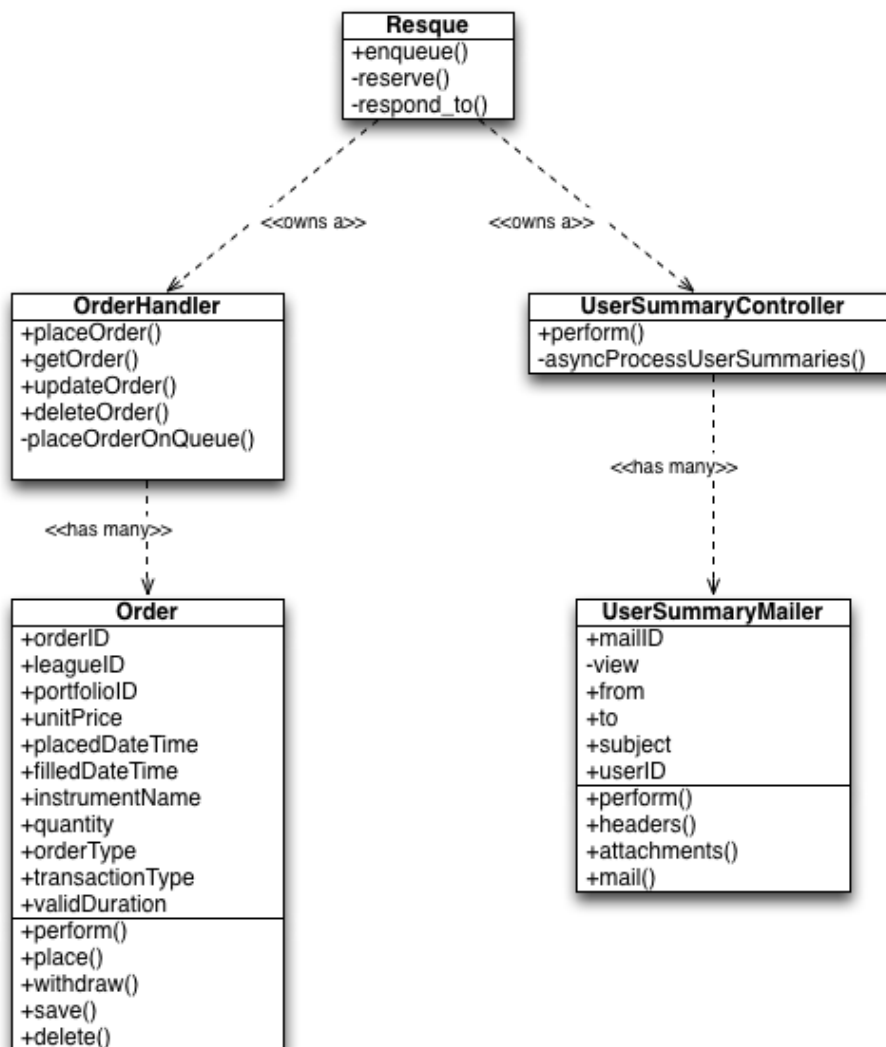 Resque
+enqueue()
-reserve()
-respond_to()
<<owns a>>
<<owns a>>
OrderHandler
+placeOrder()
+getOrder()
+updateOrder()
+deleteOrder()
-placeOrderOnQueue()
UserSummaryController
+perform()
-asyncProcessUserSummaries()
<<has many>>
<<has many>>
Order
+orderID
+leagueID
+portfolioID
+unitPrice
+placedDateTime
+filledDateTime
+instrumentName
+quantity
+orderType
+transactionType
+validDuration
+perform()
+place()
+withdraw()
+save()
+delete()
UserSummaryMailer
+mailID
-view
+from
+to
+subject
+userID
+perform()
+headers()
+attachments()
+mail()